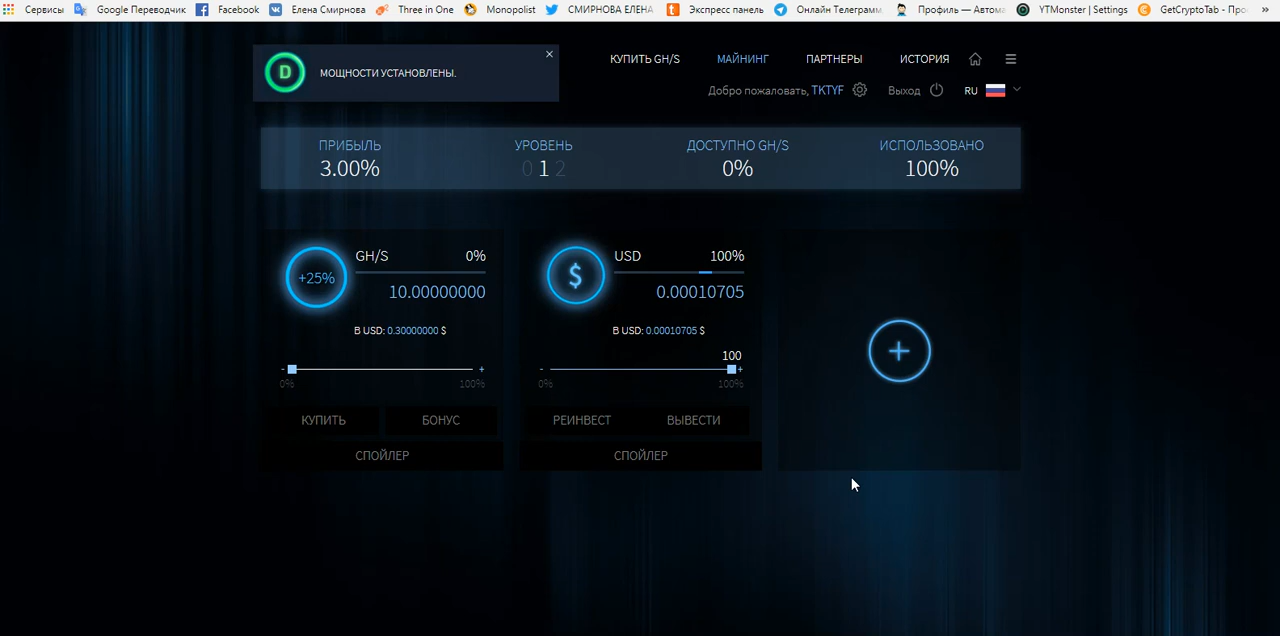 Сервисы Google Переводчик Facebook Елена Смирнова Three in One Monopolist СМИРНОВА ЕЛЕНА Экспресс панель Онлайн Телеграмм Профиль — Автома YTMonster | Settings GetCryptoTab - Про »
D МОЩНОСТИ УСТАНОВЛЕНЫ. ×
КУПИТЬ GH/S МАЙНИНГ ПАРТНЕРЫ ИСТОРИЯ
Добро пожаловать, TKTYF Выход RU
ПРИБЫЛЬ УРОВЕНЬ ДОСТУПНО GH/S ИСПОЛЬЗОВАНО
3.00% 0 1 2 0% 100%
GH/S 0% USD 100%
+25% $
10.00000000 0.00010705
В USD: 0.30000000 $ В USD: 0.00010705 $
100
- + - +
0% 100% 0% 100%
КУПИТЬ БОНУС РЕИНВЕСТ ВЫВЕСТИ
СПОЙЛЕР СПОЙЛЕР